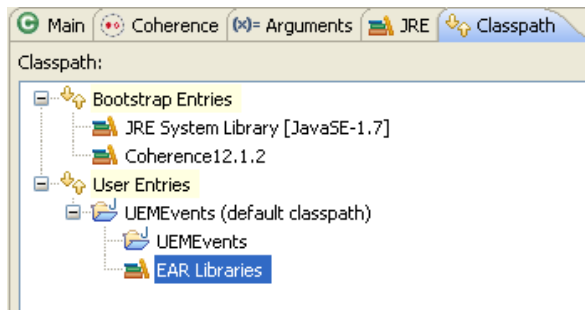 Main Coherence (x)= Arguments JRE Classpath
Classpath:
Bootstrap Entries
JRE System Library [JavaSE-1.7]
Coherence12.1.2
User Entries
UEMEvents (default classpath)
UEMEvents
EAR Libraries